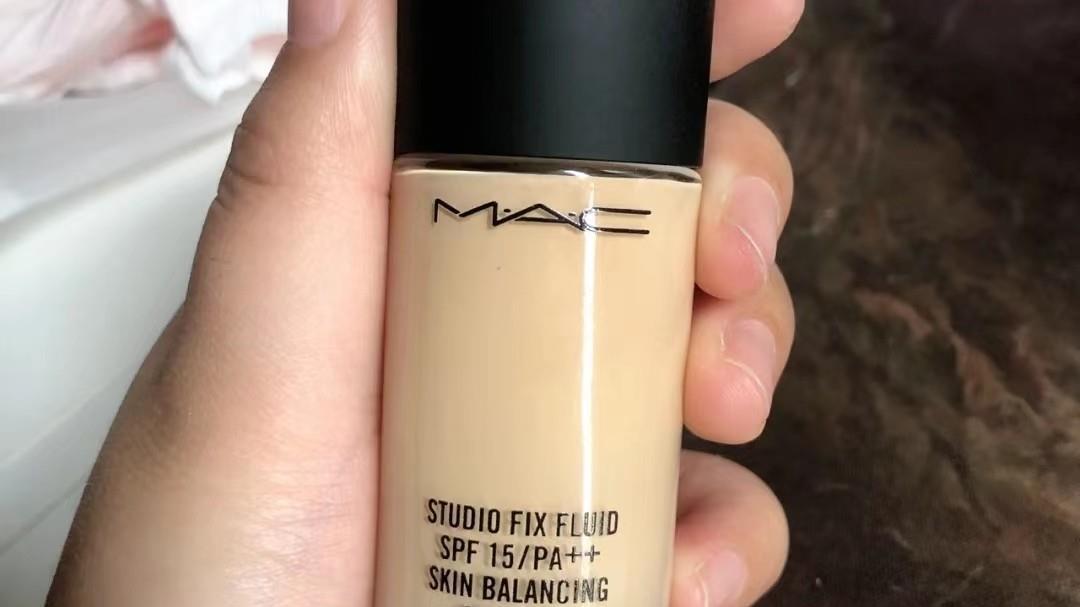 M·A·C
STUDIO FIX FLUID
SPF 15/PA++
SKIN BALANCING